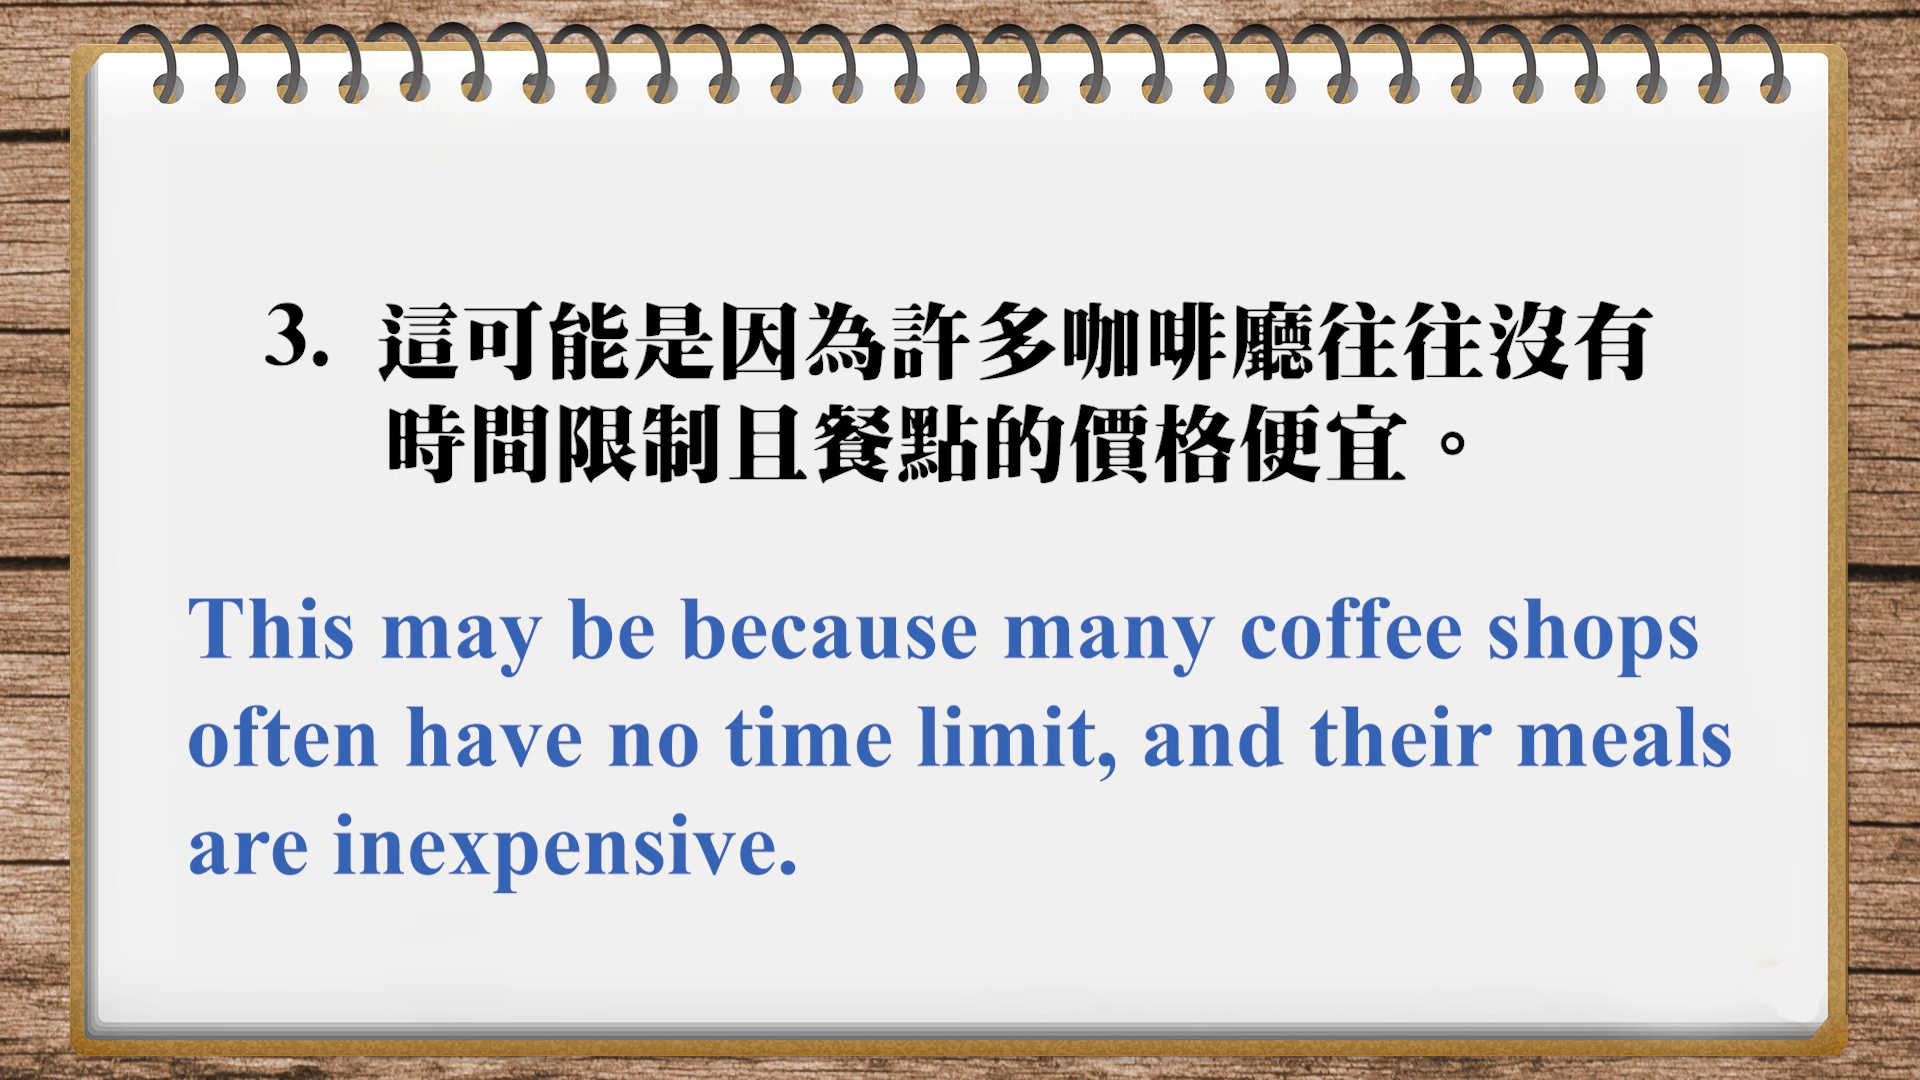 3. 這可能是因為許多咖啡廳往往沒有
時間限制且餐點的價格便宜。
This may be because many coffee shops
often have no time limit, and their meals
are inexpensive.